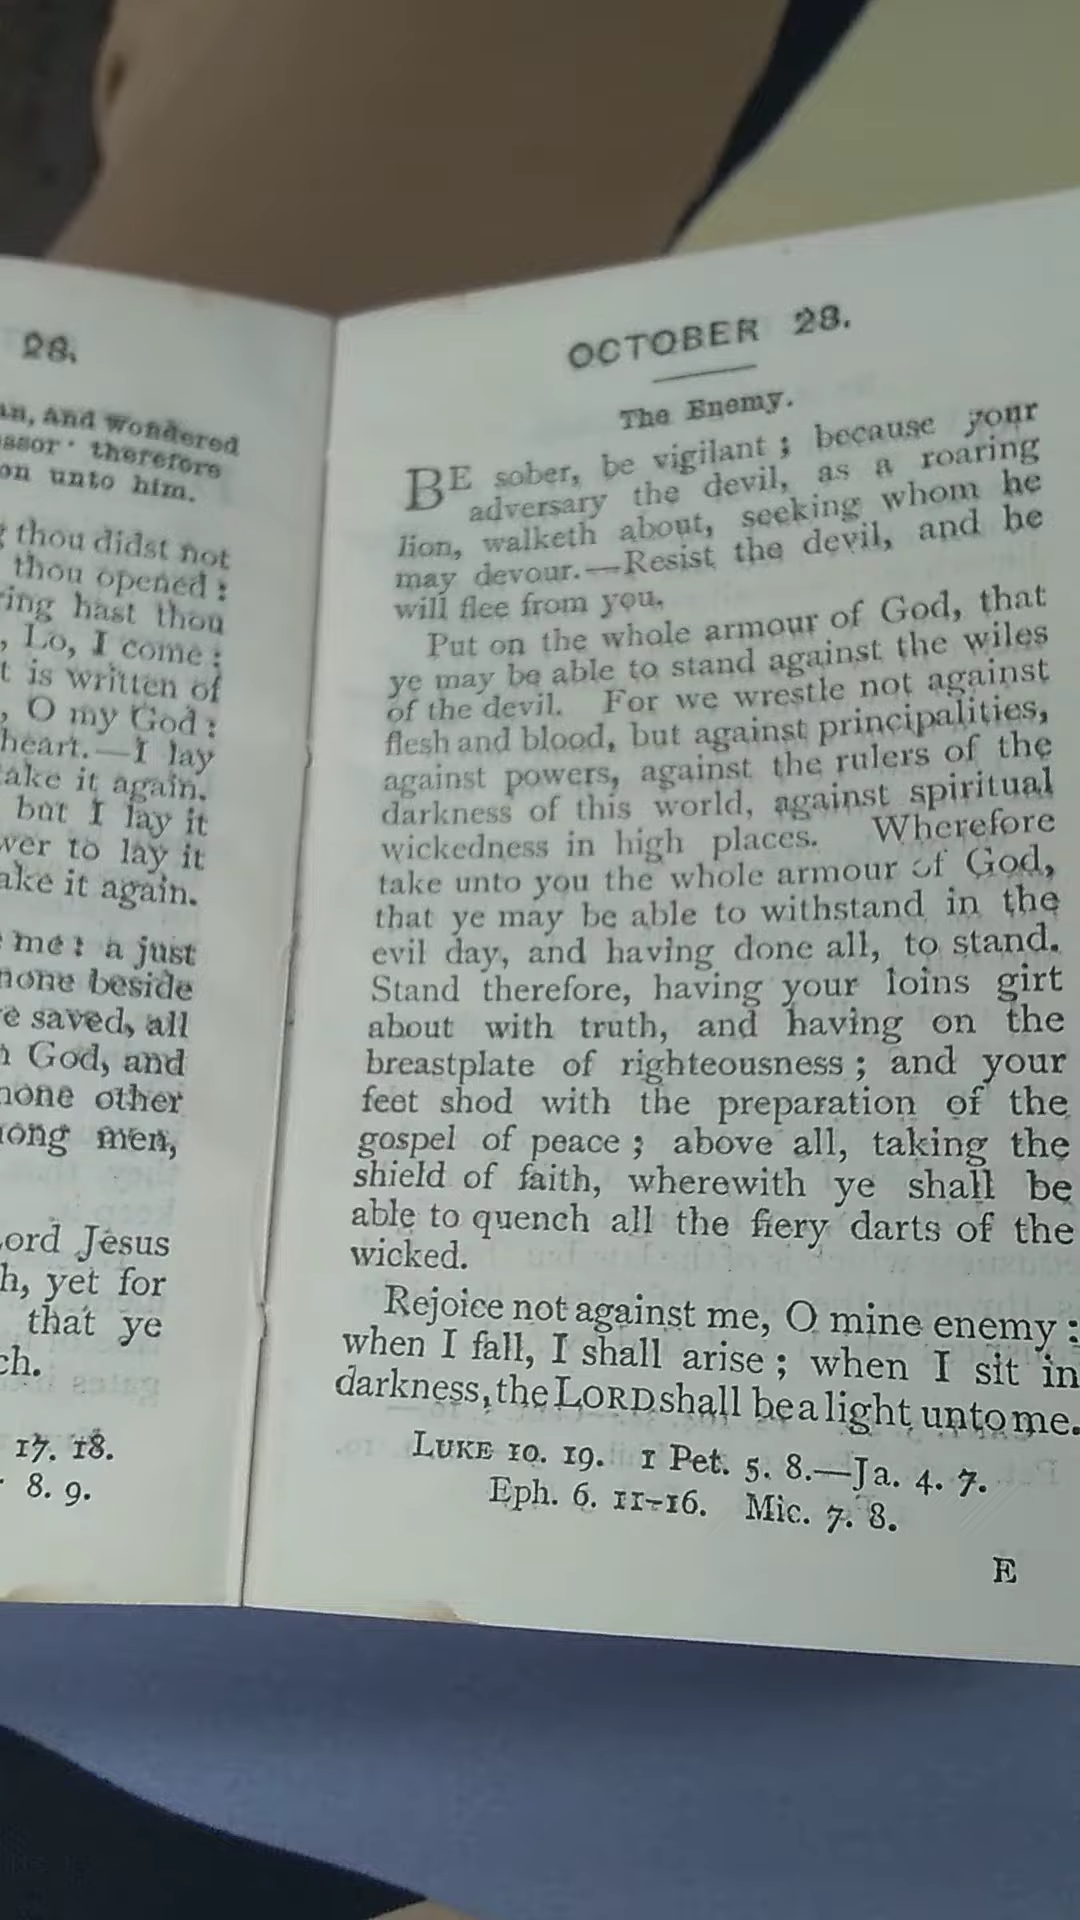 28.
and Wondered
therefore
on unto him.
thou didst not
thou opened :
hast thou
, Lo, I come :
is written of
, O my God :
heart.—I lay
take it again.
but I lay it
to lay it
it again.
me : a just
none beside
saved, all
God, and
none other
men,
Jesus
, yet for
that ye
17. 18.
8. 9.
OCTOBER 28.
The Enemy.
BE sober, be vigilant ; because your
adversary the devil, as a roaring
lion, walketh about, seeking whom he
may devour.—Resist the devil, and he
will flee from you.
Put on the whole armour of God, that
ye may be able to stand against the wiles
of the devil. For we wrestle not against
flesh and blood, but against principalities,
against powers, against the rulers of the
darkness of this world, against spiritual
wickedness in high places. Wherefore
take unto you the whole armour of God,
that ye may be able to withstand in the
evil day, and having done all, to stand.
Stand therefore, having your loins girt
about with truth, and having on the
breastplate of righteousness ; and your
feet shod with the preparation of the
gospel of peace ; above all, taking the
shield of faith, wherewith ye shall be
able to quench all the fiery darts of the
wicked.
Rejoice not against me, O mine enemy :
when I fall, I shall arise ; when I sit in
darkness, the LORD shall be a light unto me.
LUKE 10. 19. 1 Pet. 5. 8.—Ja. 4. 7.
Eph. 6. 11-16. Mic. 7. 8.
E